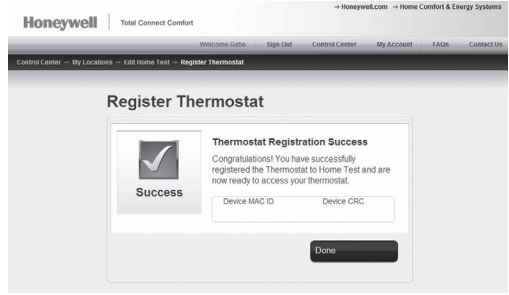 → Honeywell.com → Home Comfort & Energy Systems
Honeywell
Total Connect Comfort
Welcome Gabe Sign Out Control Center My Account FAQs Contact Us
Control Center → My Locations → Edit Home Test → Register Thermostat
Register Thermostat
Thermostat Registration Success
Congratulations! You have successfully
registered the Thermostat to Home Test and are
now ready to access your thermostat.
Success
Device MAC ID Device CRC
Done